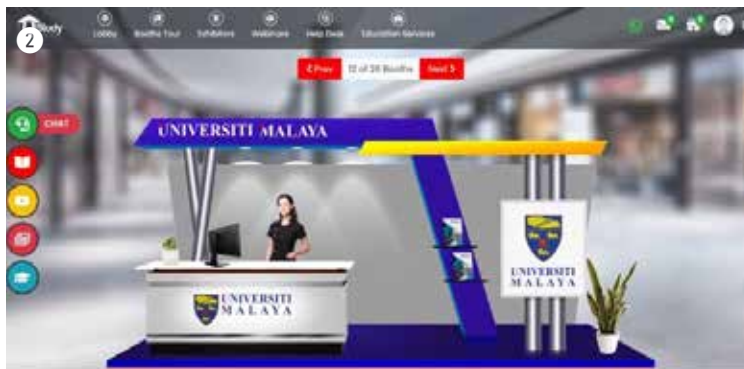 2
Lobby
Booths Tour
Exhibitors
Webinars
Help Desk
Education Services
Prev
12 of 28 Booths
Next
CHAT
UNIVERSITI MALAYA
UNIVERSITI
MALAYA
UNIVERSITI
MALAYA